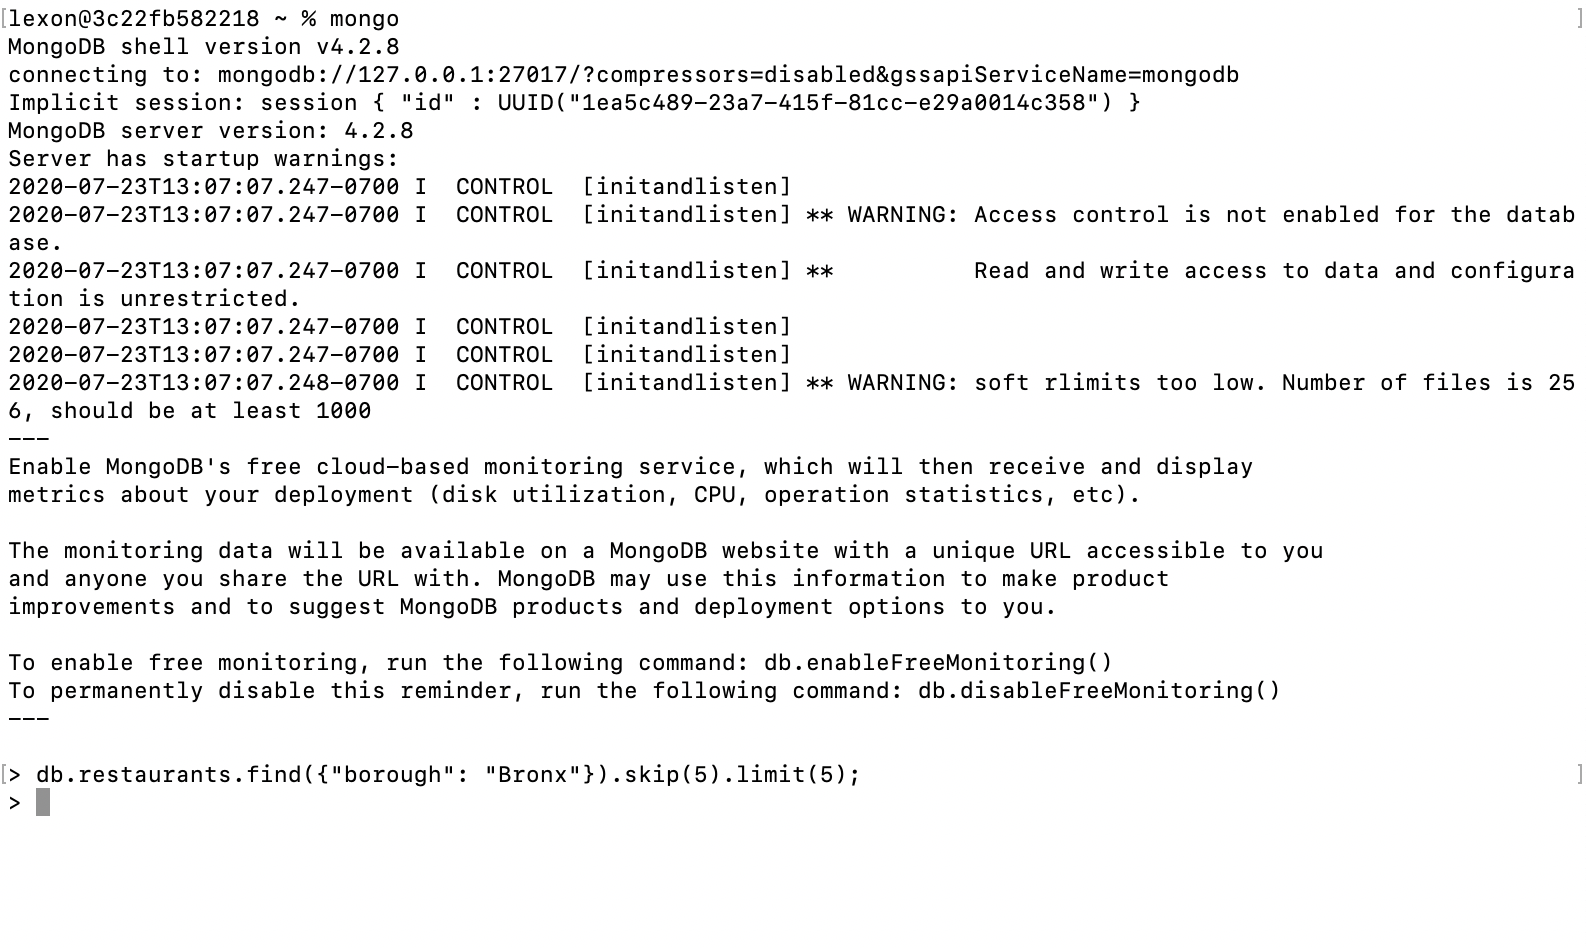 [lexon@3c22fb582218 ~ % mongo ]
MongoDB shell version v4.2.8
connecting to: mongodb://127.0.0.1:27017/?compressors=disabled&gssapiServiceName=mongodb
Implicit session: session { "id" : UUID("1ea5c489-23a7-415f-81cc-e29a0014c358") }
MongoDB server version: 4.2.8
Server has startup warnings:
2020-07-23T13:07:07.247-0700 I  CONTROL  [initandlisten]
2020-07-23T13:07:07.247-0700 I  CONTROL  [initandlisten] ** WARNING: Access control is not enabled for the datab
ase.
2020-07-23T13:07:07.247-0700 I  CONTROL  [initandlisten] **          Read and write access to data and configura
tion is unrestricted.
2020-07-23T13:07:07.247-0700 I  CONTROL  [initandlisten]
2020-07-23T13:07:07.247-0700 I  CONTROL  [initandlisten]
2020-07-23T13:07:07.248-0700 I  CONTROL  [initandlisten] ** WARNING: soft rlimits too low. Number of files is 25
6, should be at least 1000
---
Enable MongoDB's free cloud-based monitoring service, which will then receive and display
metrics about your deployment (disk utilization, CPU, operation statistics, etc).

The monitoring data will be available on a MongoDB website with a unique URL accessible to you
and anyone you share the URL with. MongoDB may use this information to make product
improvements and to suggest MongoDB products and deployment options to you.

To enable free monitoring, run the following command: db.enableFreeMonitoring()
To permanently disable this reminder, run the following command: db.disableFreeMonitoring()
---

[> db.restaurants.find({"borough": "Bronx"}).skip(5).limit(5); ]
>